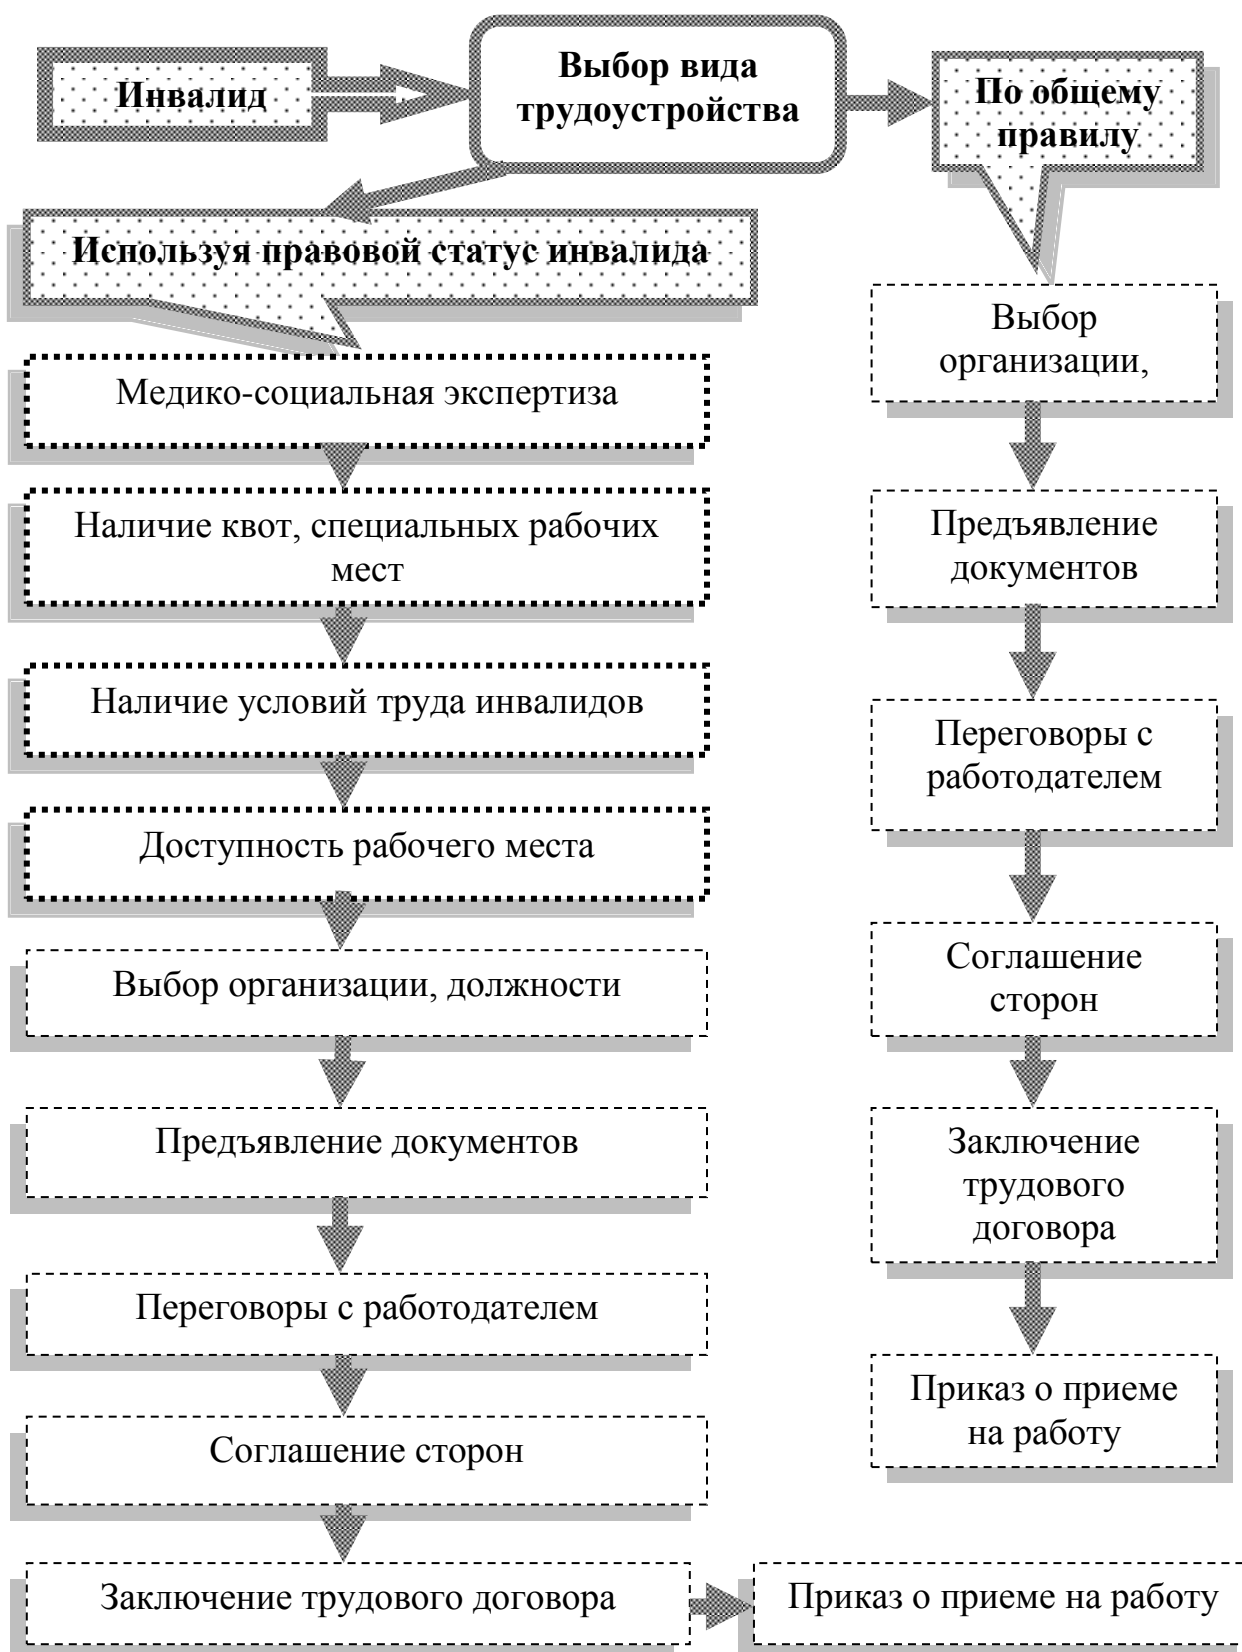 Инвалид
Выбор вида
трудоустройства
По общему
правилу
Используя правовой статус инвалида
Медико-социальная экспертиза
Наличие квот, специальных рабочих
мест
Наличие условий труда инвалидов
Доступность рабочего места
Выбор организации, должности
Предъявление документов
Переговоры с работодателем
Соглашение сторон
Заключение трудового договора
Приказ о приеме на работу
Выбор
организации,
Предъявление
документов
Переговоры с
работодателем
Соглашение
сторон
Заключение
трудового
договора
Приказ о приеме
на работу